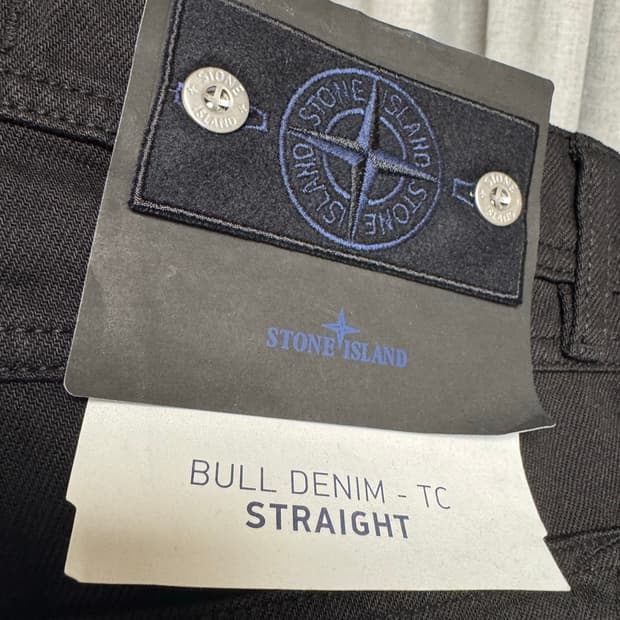 STONE ISLAND
STONE ISLAND STONE ISLAND
STONE ISLAND
STONE ISLAND
BULL DENIM - TC
STRAIGHT